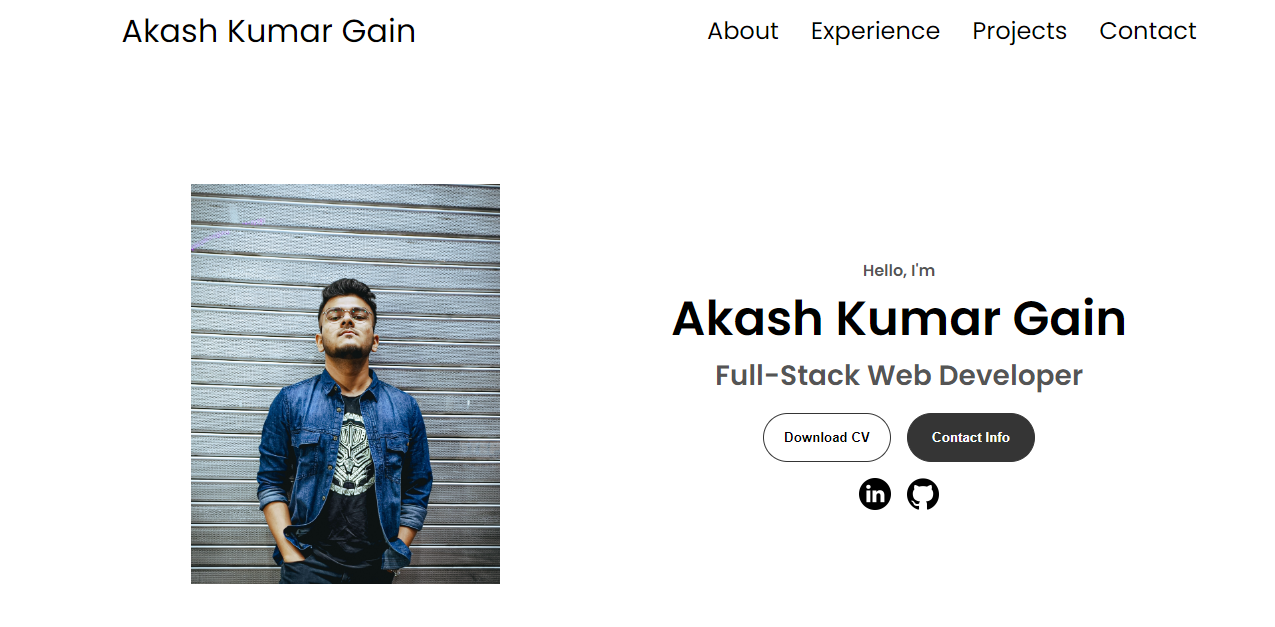 Akash Kumar Gain
About Experience Projects Contact
Hello, I'm
Akash Kumar Gain
Full-Stack Web Developer
Download CV
Contact Info
in